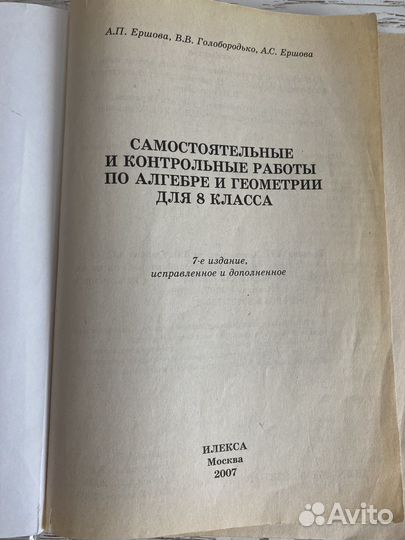 А.П. Ершова, В.В. Голобородько, А.С. Ершова
САМОСТОЯТЕЛЬНЫЕ
И КОНТРОЛЬНЫЕ РАБОТЫ
ПО АЛГЕБРЕ И ГЕОМЕТРИИ
ДЛЯ 8 КЛАССА
7-е издание,
исправленное и дополненное
ИЛЕКСА
Москва
2007
Avito